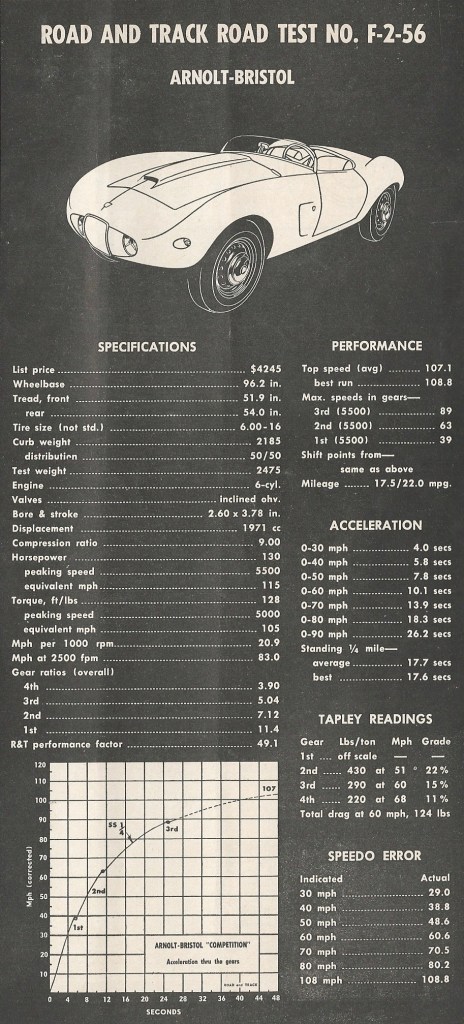 ROAD AND TRACK ROAD TEST NO. F-2-56
ARNOLT-BRISTOL
SPECIFICATIONS
List price ........ $4245
Wheelbase ........ 96.2 in.
Tread, front ........ 51.9 in.
rear ........ 54.0 in.
Tire size (not std.) ........ 6.00-16
Curb weight ........ 2185
distribution ........ 50/50
Test weight ........ 2475
Engine ........ 6-cyl.
Valves ........ inclined ohv.
Bore & stroke ........ 2.60 x 3.78 in.
Displacement ........ 1971 cc
Compression ratio ........ 9.00
Horsepower ........ 130
peaking speed ........ 5500
equivalent mph ........ 115
Torque, ft/lbs ........ 128
peaking speed ........ 5000
equivalent mph ........ 105
Mph per 1000 rpm ........ 20.9
Mph at 2500 fpm ........ 83.0
Gear ratios (overall)
4th ........ 3.90
3rd ........ 5.04
2nd ........ 7.12
1st ........ 11.4
R&T performance factor ........ 49.1
PERFORMANCE
Top speed (avg) ........ 107.1
best run ........ 108.8
Max. speeds in gears—
3rd (5500) ........ 89
2nd (5500) ........ 63
1st (5500) ........ 39
Shift points from—
same as above
Mileage ........ 17.5/22.0 mpg.
ACCELERATION
0-30 mph ........ 4.0 secs
0-40 mph ........ 5.8 secs
0-50 mph ........ 7.8 secs
0-60 mph ........ 10.1 secs
0-70 mph ........ 13.9 secs
0-80 mph ........ 18.3 secs
0-90 mph ........ 26.2 secs
Standing ¼ mile—
average ........ 17.7 secs
best ........ 17.6 secs
TAPLEY READINGS
Gear Lbs/ton Mph Grade
1st .... off scale — —
2nd ..... 430 at 51 22%
3rd ..... 290 at 60 15%
4th ..... 220 at 68 11%
Total drag at 60 mph, 124 lbs
SPEEDO ERROR
Indicated Actual
30 mph ........ 29.0
40 mph ........ 38.8
50 mph ........ 48.6
60 mph ........ 60.6
70 mph ........ 70.5
80 mph ........ 80.2
108 mph ........ 108.8
120
110
100
90
80
70
60
50
40
30
20
10
Mph (corrected)
107
SS ¼
3rd
2nd
1st
ARNOLT-BRISTOL "COMPETITION"
Acceleration thru the gears
ROAD and TRACK
0 4 8 12 16 20 24 28 32 36 40 44 48
SECONDS